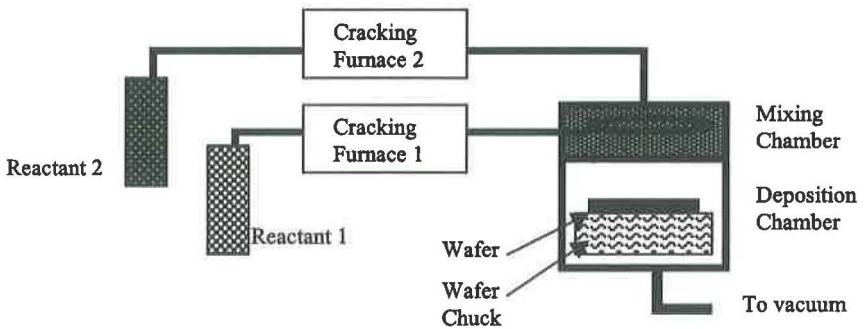 Cracking
Furnace 2
Cracking
Furnace 1
Mixing
Chamber
Reactant 2
Deposition
Chamber
Reactant 1
Wafer
Wafer
Chuck
To vacuum